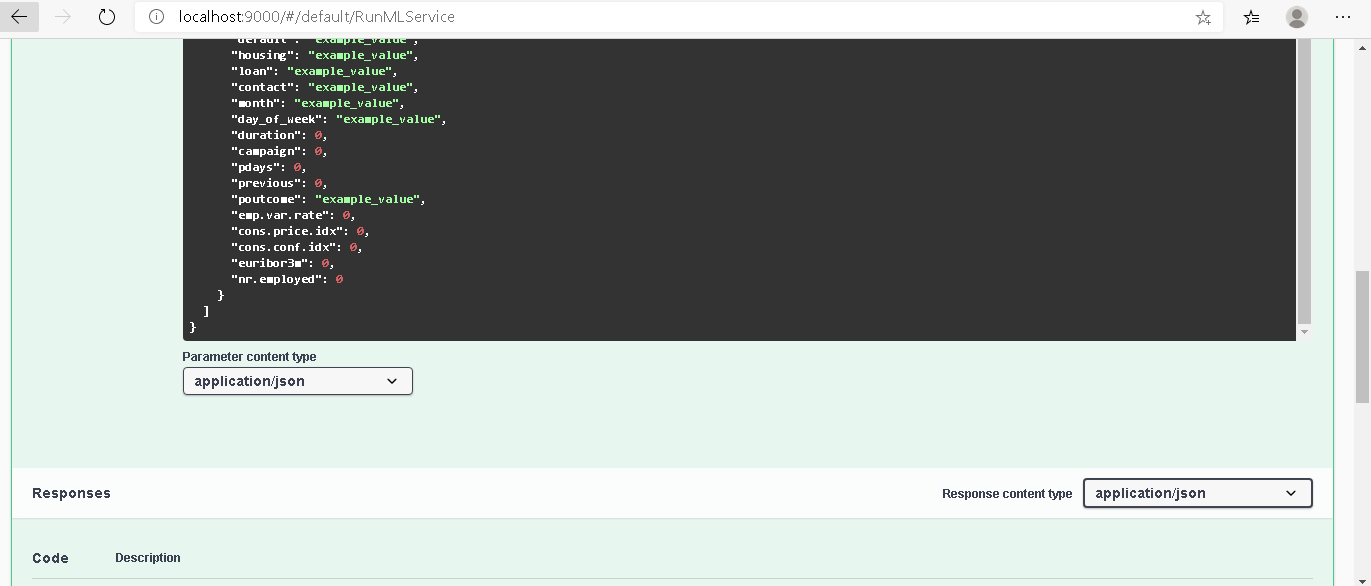 localhost:9000/#/default/RunMLService
"default": "example_value",
"housing": "example_value",
"loan": "example_value",
"contact": "example_value",
"month": "example_value",
"day_of_week": "example_value",
"duration": 0,
"campaign": 0,
"pdays": 0,
"previous": 0,
"poutcome": "example_value",
"emp.var.rate": 0,
"cons.price.idx": 0,
"cons.conf.idx": 0,
"euribor3m": 0,
"nr.employed": 0
}
]
}
Parameter content type
application/json
Responses
Response content type
application/json
Code Description